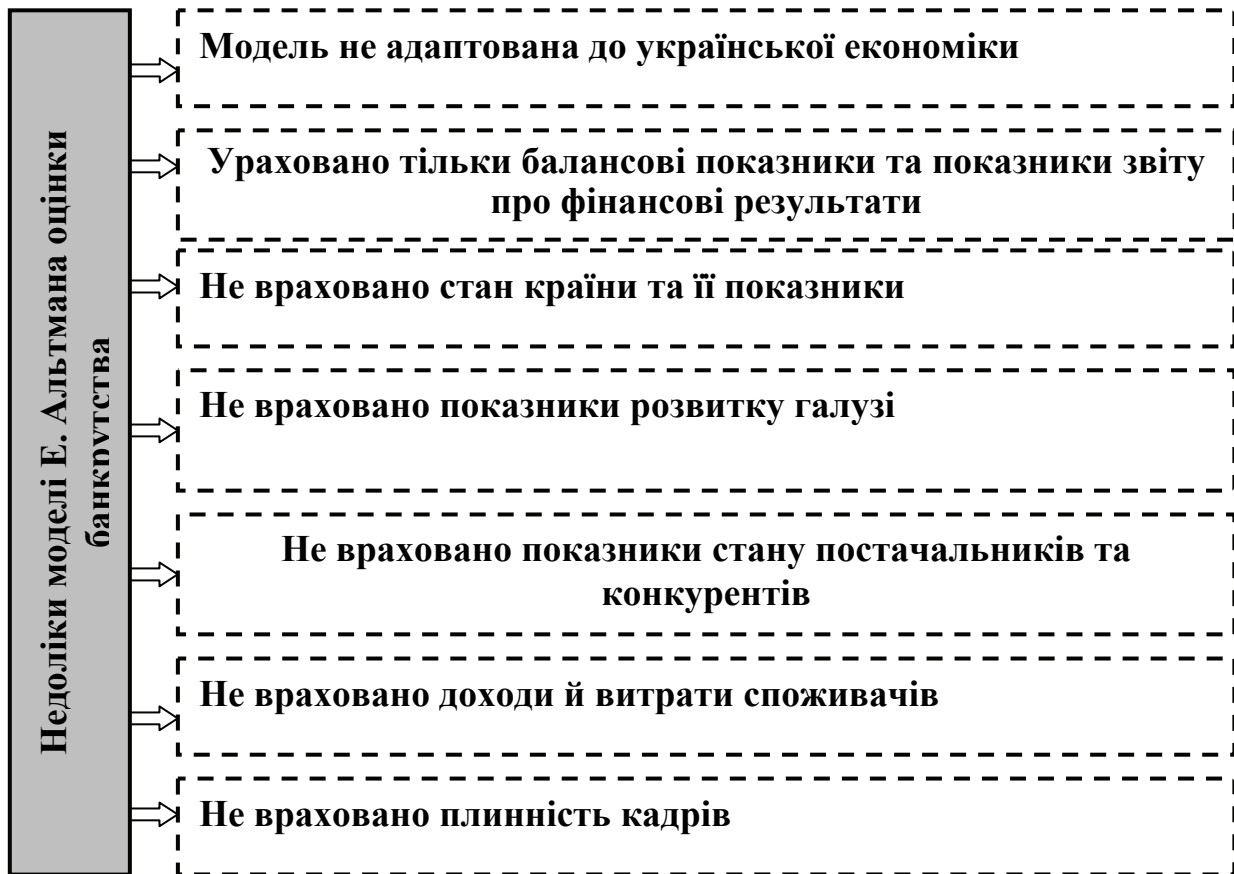 Недоліки моделі Е. Альтмана оцінки
банкрутства
Модель не адаптована до української економіки
Ураховано тільки балансові показники та показники звіту
про фінансові результати
Не враховано стан країни та її показники
Не враховано показники розвитку галузі
Не враховано показники стану постачальників та
конкурентів
Не враховано доходи й витрати споживачів
Не враховано плинність кадрів